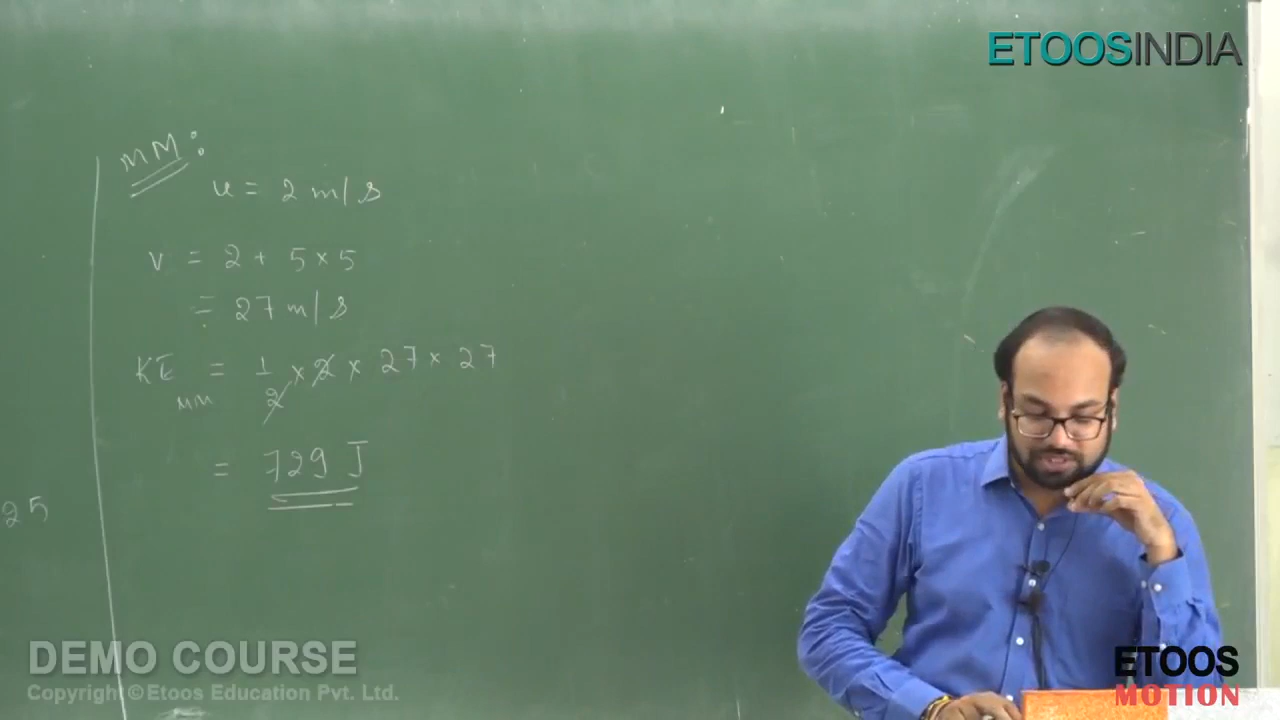 ETOOSINDIA
MM:
u = 2 m/s
v = 2 + 5 × 5
= 27 m/s
KE MM = 1/2 × 2 × 27 × 27
= 729 J
25
DEMO COURSE
Copyright © Etoos Education Pvt. Ltd.
ETOOS
MOTION